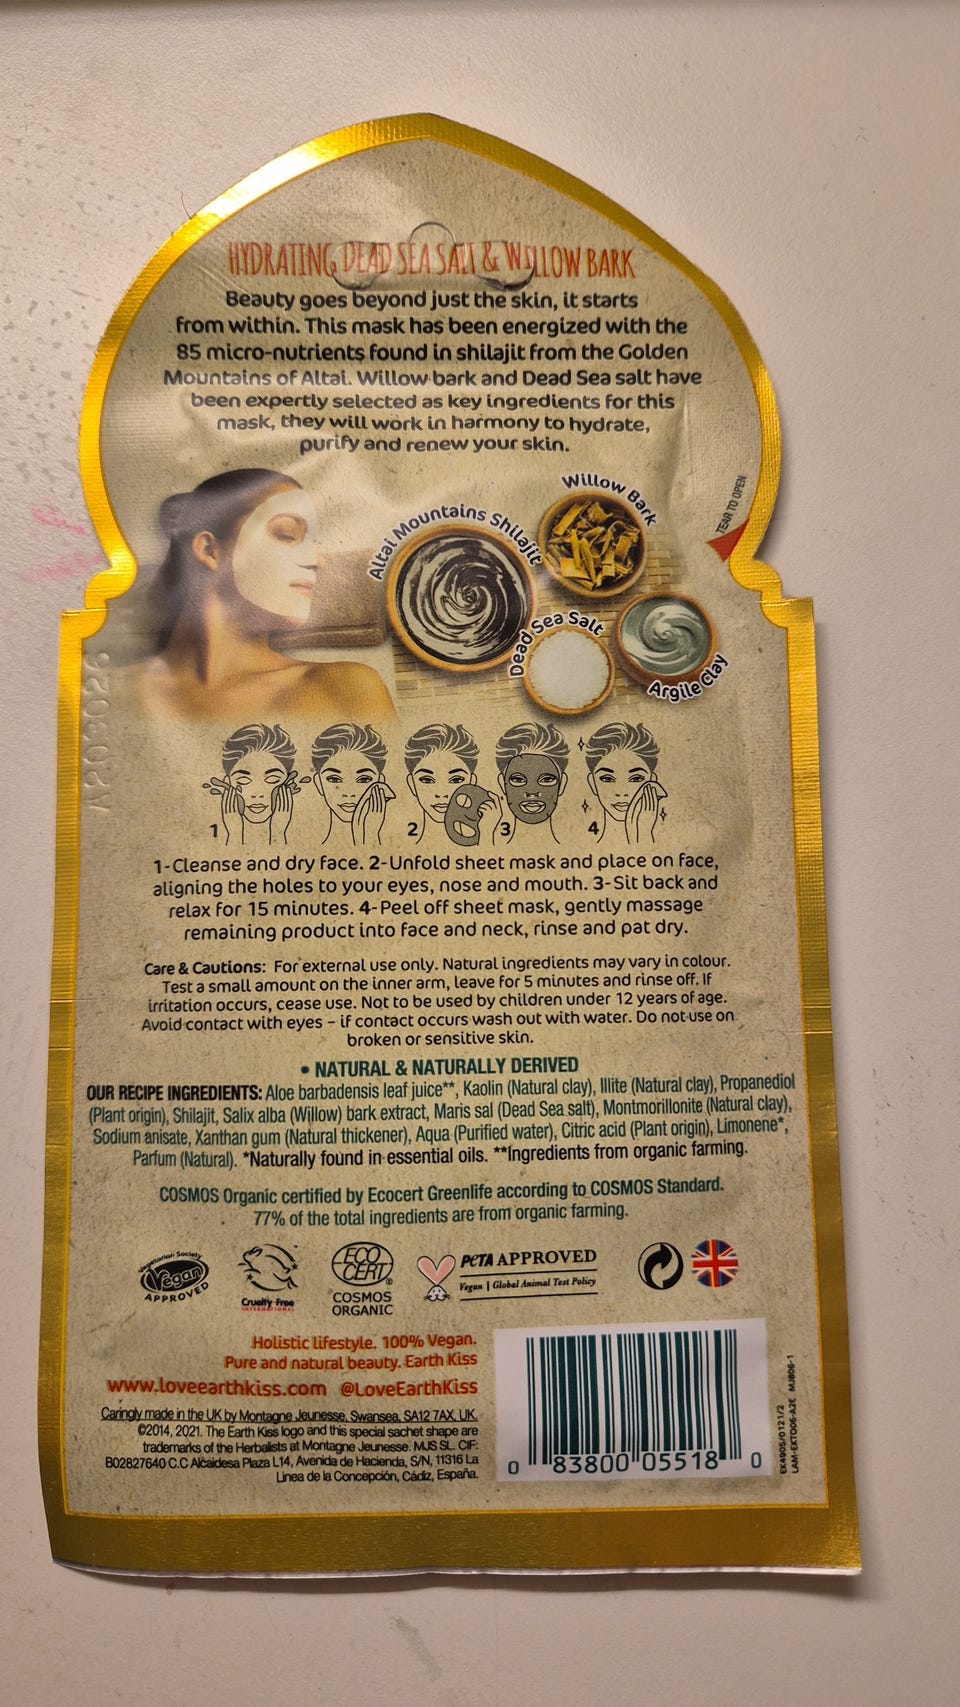 HYDRATING DEAD SEA SALT & WILLOW BARK
Beauty goes beyond just the skin, it starts
from within. This mask has been energized with the
85 micro-nutrients found in shilajit from the Golden
Mountains of Altai. Willow bark and Dead Sea salt have
been expertly selected as key ingredients for this
mask, they will work in harmony to hydrate,
purify and renew your skin.
TEAR TO OPEN
Willow Bark
Altai Mountains Shilajit
Dead Sea Salt
Argile Clay
1
2
3
4
1-Cleanse and dry face. 2-Unfold sheet mask and place on face,
aligning the holes to your eyes, nose and mouth. 3-Sit back and
relax for 15 minutes. 4-Peel off sheet mask, gently massage
remaining product into face and neck, rinse and pat dry.
Care & Cautions: For external use only. Natural ingredients may vary in colour.
Test a small amount on the inner arm, leave for 5 minutes and rinse off. If
irritation occurs, cease use. Not to be used by children under 12 years of age.
Avoid contact with eyes – if contact occurs wash out with water. Do not use on
broken or sensitive skin.
• NATURAL & NATURALLY DERIVED
OUR RECIPE INGREDIENTS: Aloe barbadensis leaf juice**, Kaolin (Natural clay), Illite (Natural clay), Propanediol
(Plant origin), Shilajit, Salix alba (Willow) bark extract, Maris sal (Dead Sea salt), Montmorillonite (Natural clay),
Sodium anisate, Xanthan gum (Natural thickener), Aqua (Purified water), Citric acid (Plant origin), Limonene*,
Parfum (Natural). *Naturally found in essential oils. **Ingredients from organic farming.
COSMOS Organic certified by Ecocert Greenlife according to COSMOS Standard.
77% of the total ingredients are from organic farming.
Vegetarian Society
Vegan
APPROVED
Cruelty Free
INTERNATIONAL
ECO
CERT®
COSMOS
ORGANIC
PETA APPROVED
Vegan | Global Animal Test Policy
Holistic lifestyle. 100% Vegan.
Pure and natural beauty. Earth Kiss
www.loveearthkiss.com @LoveEarthKiss
Caringly made in the UK by Montagne Jeunesse, Swansea, SA12 7AX, UK.
©2014, 2021. The Earth Kiss logo and this special sachet shape are
trademarks of the Herbalists at Montagne Jeunesse. MJS SL. CIF:
B02827640 C.C Alcaidesa Plaza L14, Avenida de Hacienda, S/N, 11316 La
Linea de la Concepción, Cádiz, España.
0 83800 05518 0
EK4905/0121/2
LAM-EKT006-A2E MJB06-1